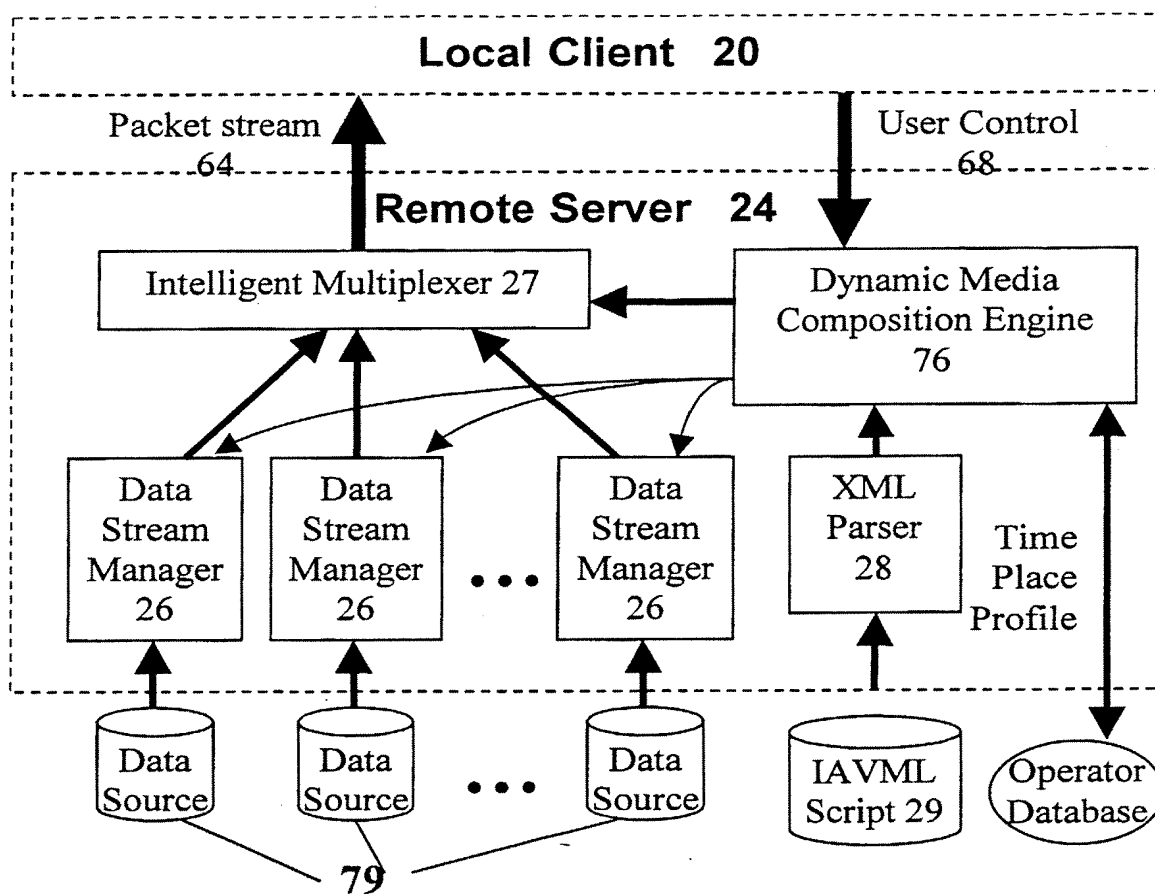 Local Client 20
Packet stream
64
User Control
68
Remote Server 24
Intelligent Multiplexer 27
Dynamic Media
Composition Engine
76
Data
Stream
Manager
26
Data
Stream
Manager
26
Data
Stream
Manager
26
XML
Parser
28
Time
Place
Profile
Data
Source
Data
Source
Data
Source
IAVML
Script 29
Operator
Database
79